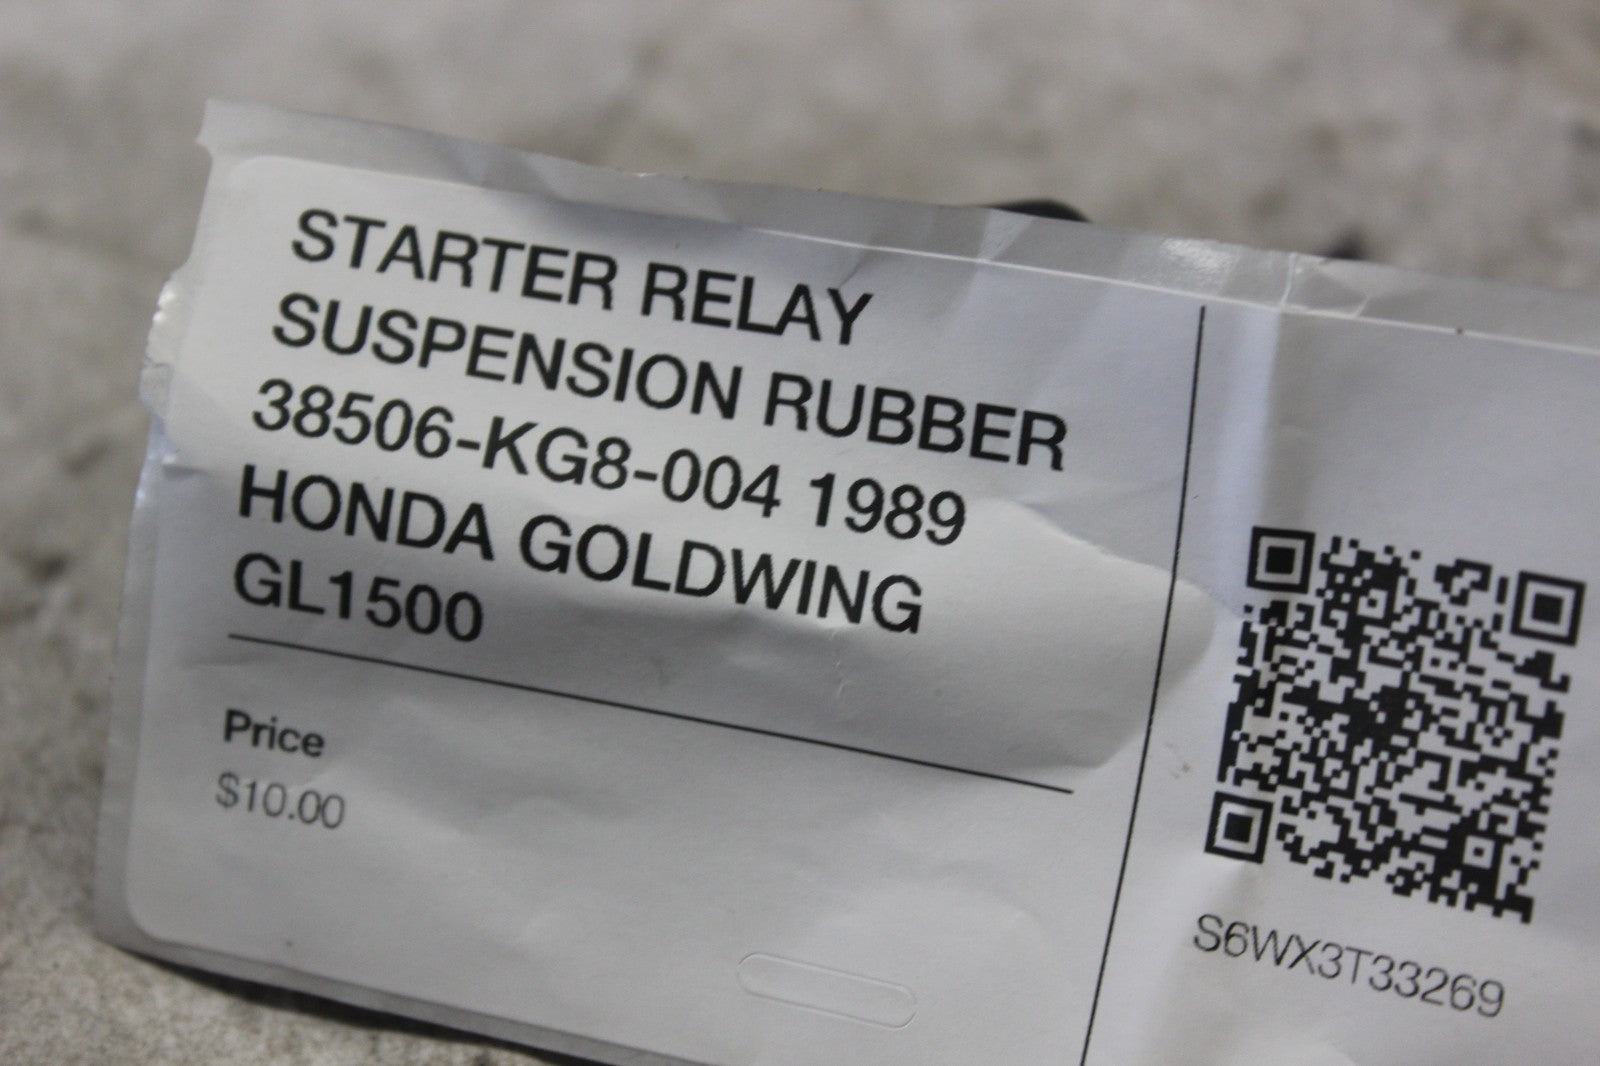 STARTER RELAY
SUSPENSION RUBBER
38506-KG8-004 1989
HONDA GOLDWING
GL1500
Price
$10.00
S6WX3T33269